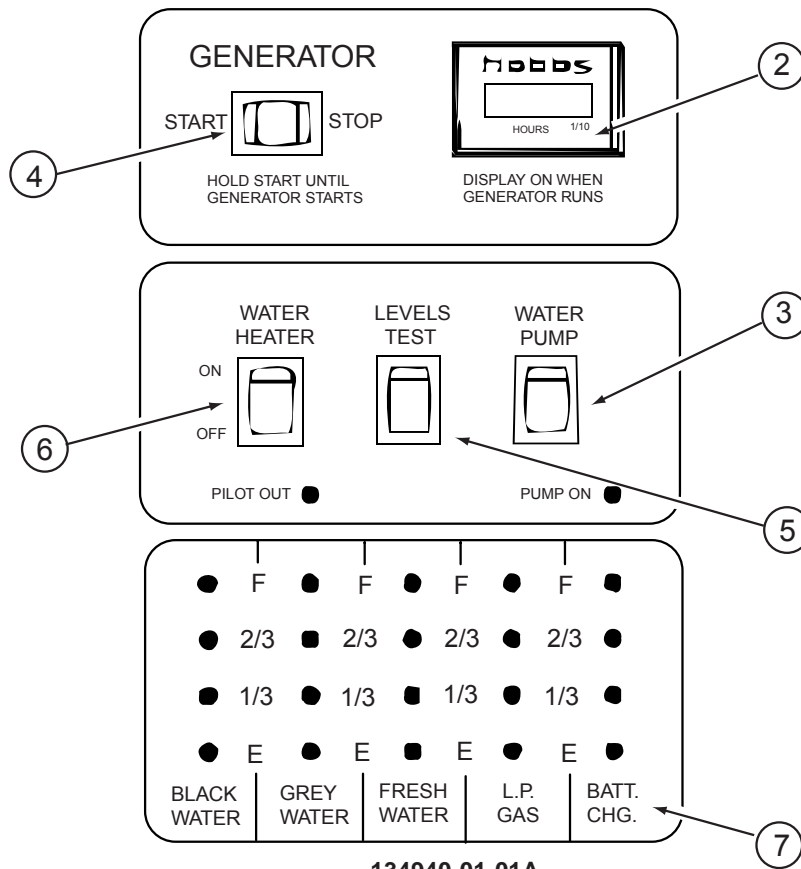 GENERATOR
hobbs
2
START
STOP
HOURS 1/10
4
HOLD START UNTIL
GENERATOR STARTS
DISPLAY ON WHEN
GENERATOR RUNS
WATER
HEATER
LEVELS
TEST
WATER
PUMP
3
ON
OFF
6
PILOT OUT
PUMP ON
5
F F F F
2/3 2/3 2/3 2/3
1/3 1/3 1/3 1/3
E E E E
BLACK
WATER
GREY
WATER
FRESH
WATER
L.P.
GAS
BATT.
CHG.
7